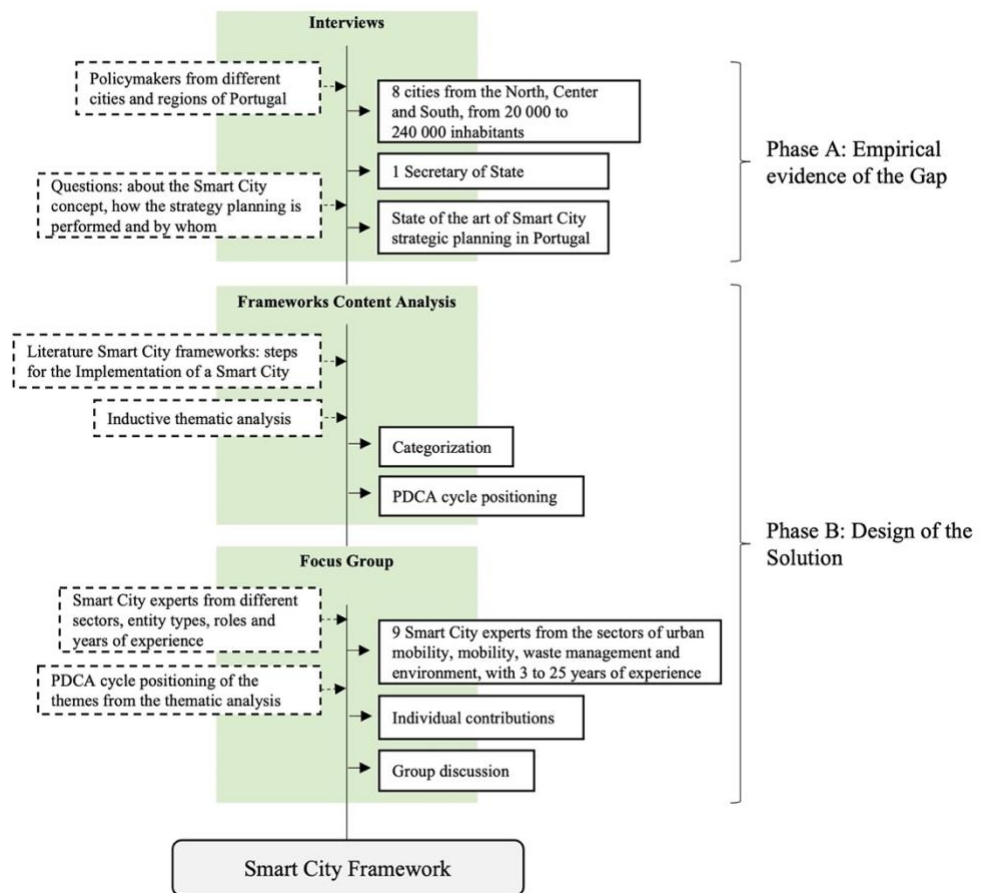 Interviews
Policymakers from different
cities and regions of Portugal
8 cities from the North, Center
and South, from 20 000 to
240 000 inhabitants
1 Secretary of State
Questions: about the Smart City
concept, how the strategy planning is
performed and by whom
State of the art of Smart City
strategic planning in Portugal
Phase A: Empirical
evidence of the Gap
Frameworks Content Analysis
Literature Smart City frameworks: steps
for the Implementation of a Smart City
Inductive thematic analysis
Categorization
PDCA cycle positioning
Focus Group
Smart City experts from different
sectors, entity types, roles and
years of experience
9 Smart City experts from the sectors of urban
mobility, mobility, waste management and
environment, with 3 to 25 years of experience
PDCA cycle positioning of the
themes from the thematic analysis
Individual contributions
Group discussion
Phase B: Design of the
Solution
Smart City Framework